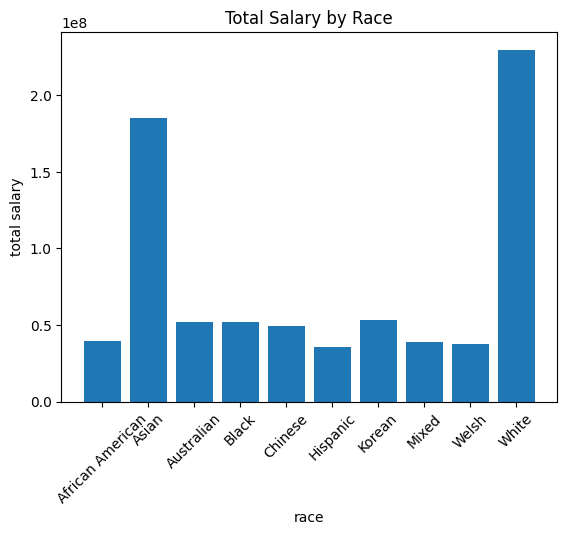 Total Salary by Race
1e8
total salary
2.0
1.5
1.0
0.5
0.0
African American
Asian
Australian
Black
Chinese
Hispanic
Korean
Mixed
Welsh
White
race